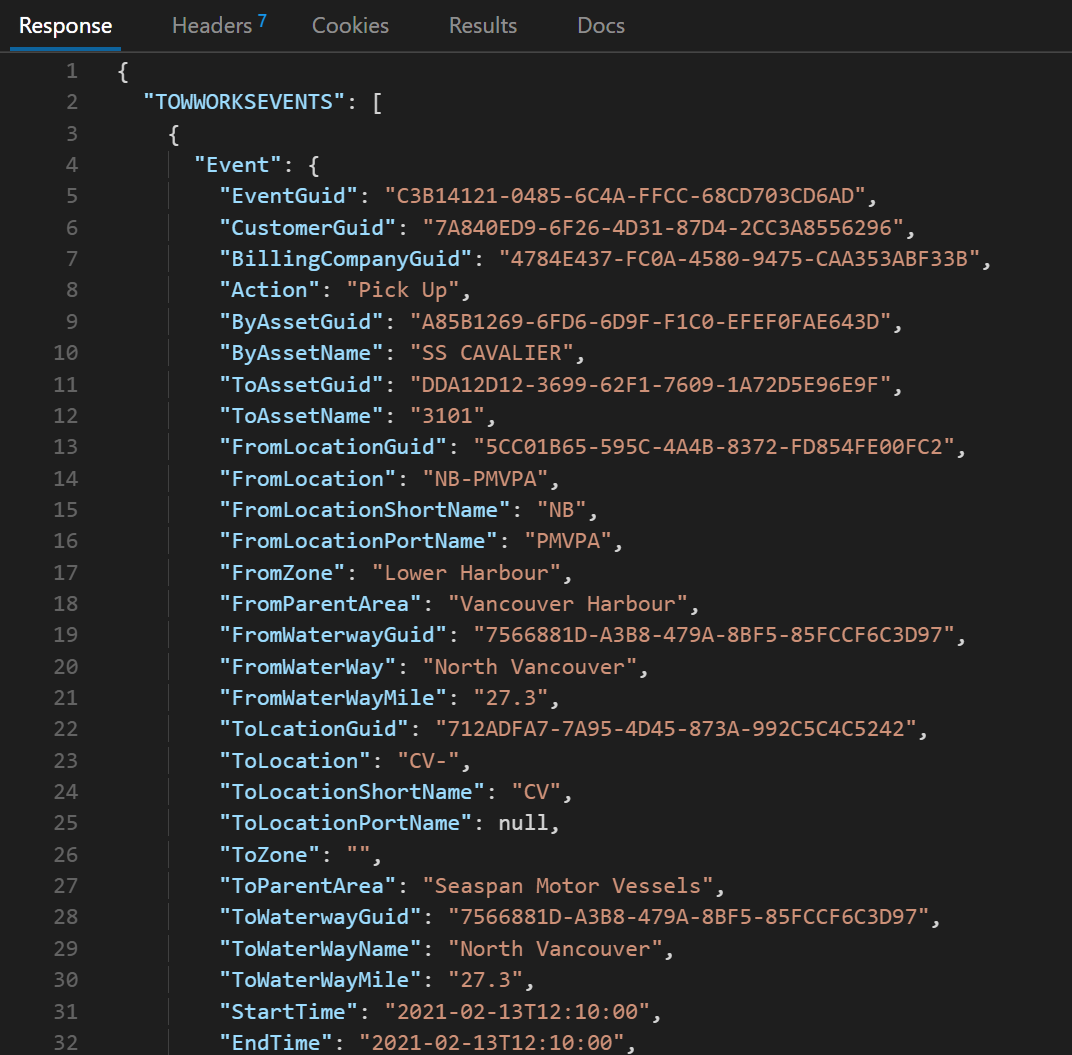 Response Headers 7 Cookies Results Docs
1 {
2 "TOWWORKSEVENTS": [
3 {
4 "Event": {
5 "EventGuid": "C3B14121-0485-6C4A-FFCC-68CD703CD6AD",
6 "CustomerGuid": "7A840ED9-6F26-4D31-87D4-2CC3A8556296",
7 "BillingCompanyGuid": "4784E437-FC0A-4580-9475-CAA353ABF33B",
8 "Action": "Pick Up",
9 "ByAssetGuid": "A85B1269-6FD6-6D9F-F1C0-EFEF0FAE643D",
10 "ByAssetName": "SS CAVALIER",
11 "ToAssetGuid": "DDA12D12-3699-62F1-7609-1A72D5E96E9F",
12 "ToAssetName": "3101",
13 "FromLocationGuid": "5CC01B65-595C-4A4B-8372-FD854FE00FC2",
14 "FromLocation": "NB-PMVPA",
15 "FromLocationShortName": "NB",
16 "FromLocationPortName": "PMVPA",
17 "FromZone": "Lower Harbour",
18 "FromParentArea": "Vancouver Harbour",
19 "FromWaterwayGuid": "7566881D-A3B8-479A-8BF5-85FCCF6C3D97",
20 "FromWaterWay": "North Vancouver",
21 "FromWaterWayMile": "27.3",
22 "ToLcationGuid": "712ADFA7-7A95-4D45-873A-992C5C4C5242",
23 "ToLocation": "CV-",
24 "ToLocationShortName": "CV",
25 "ToLocationPortName": null,
26 "ToZone": "",
27 "ToParentArea": "Seaspan Motor Vessels",
28 "ToWaterwayGuid": "7566881D-A3B8-479A-8BF5-85FCCF6C3D97",
29 "ToWaterWayName": "North Vancouver",
30 "ToWaterWayMile": "27.3",
31 "StartTime": "2021-02-13T12:10:00",
32 "EndTime": "2021-02-13T12:10:00",